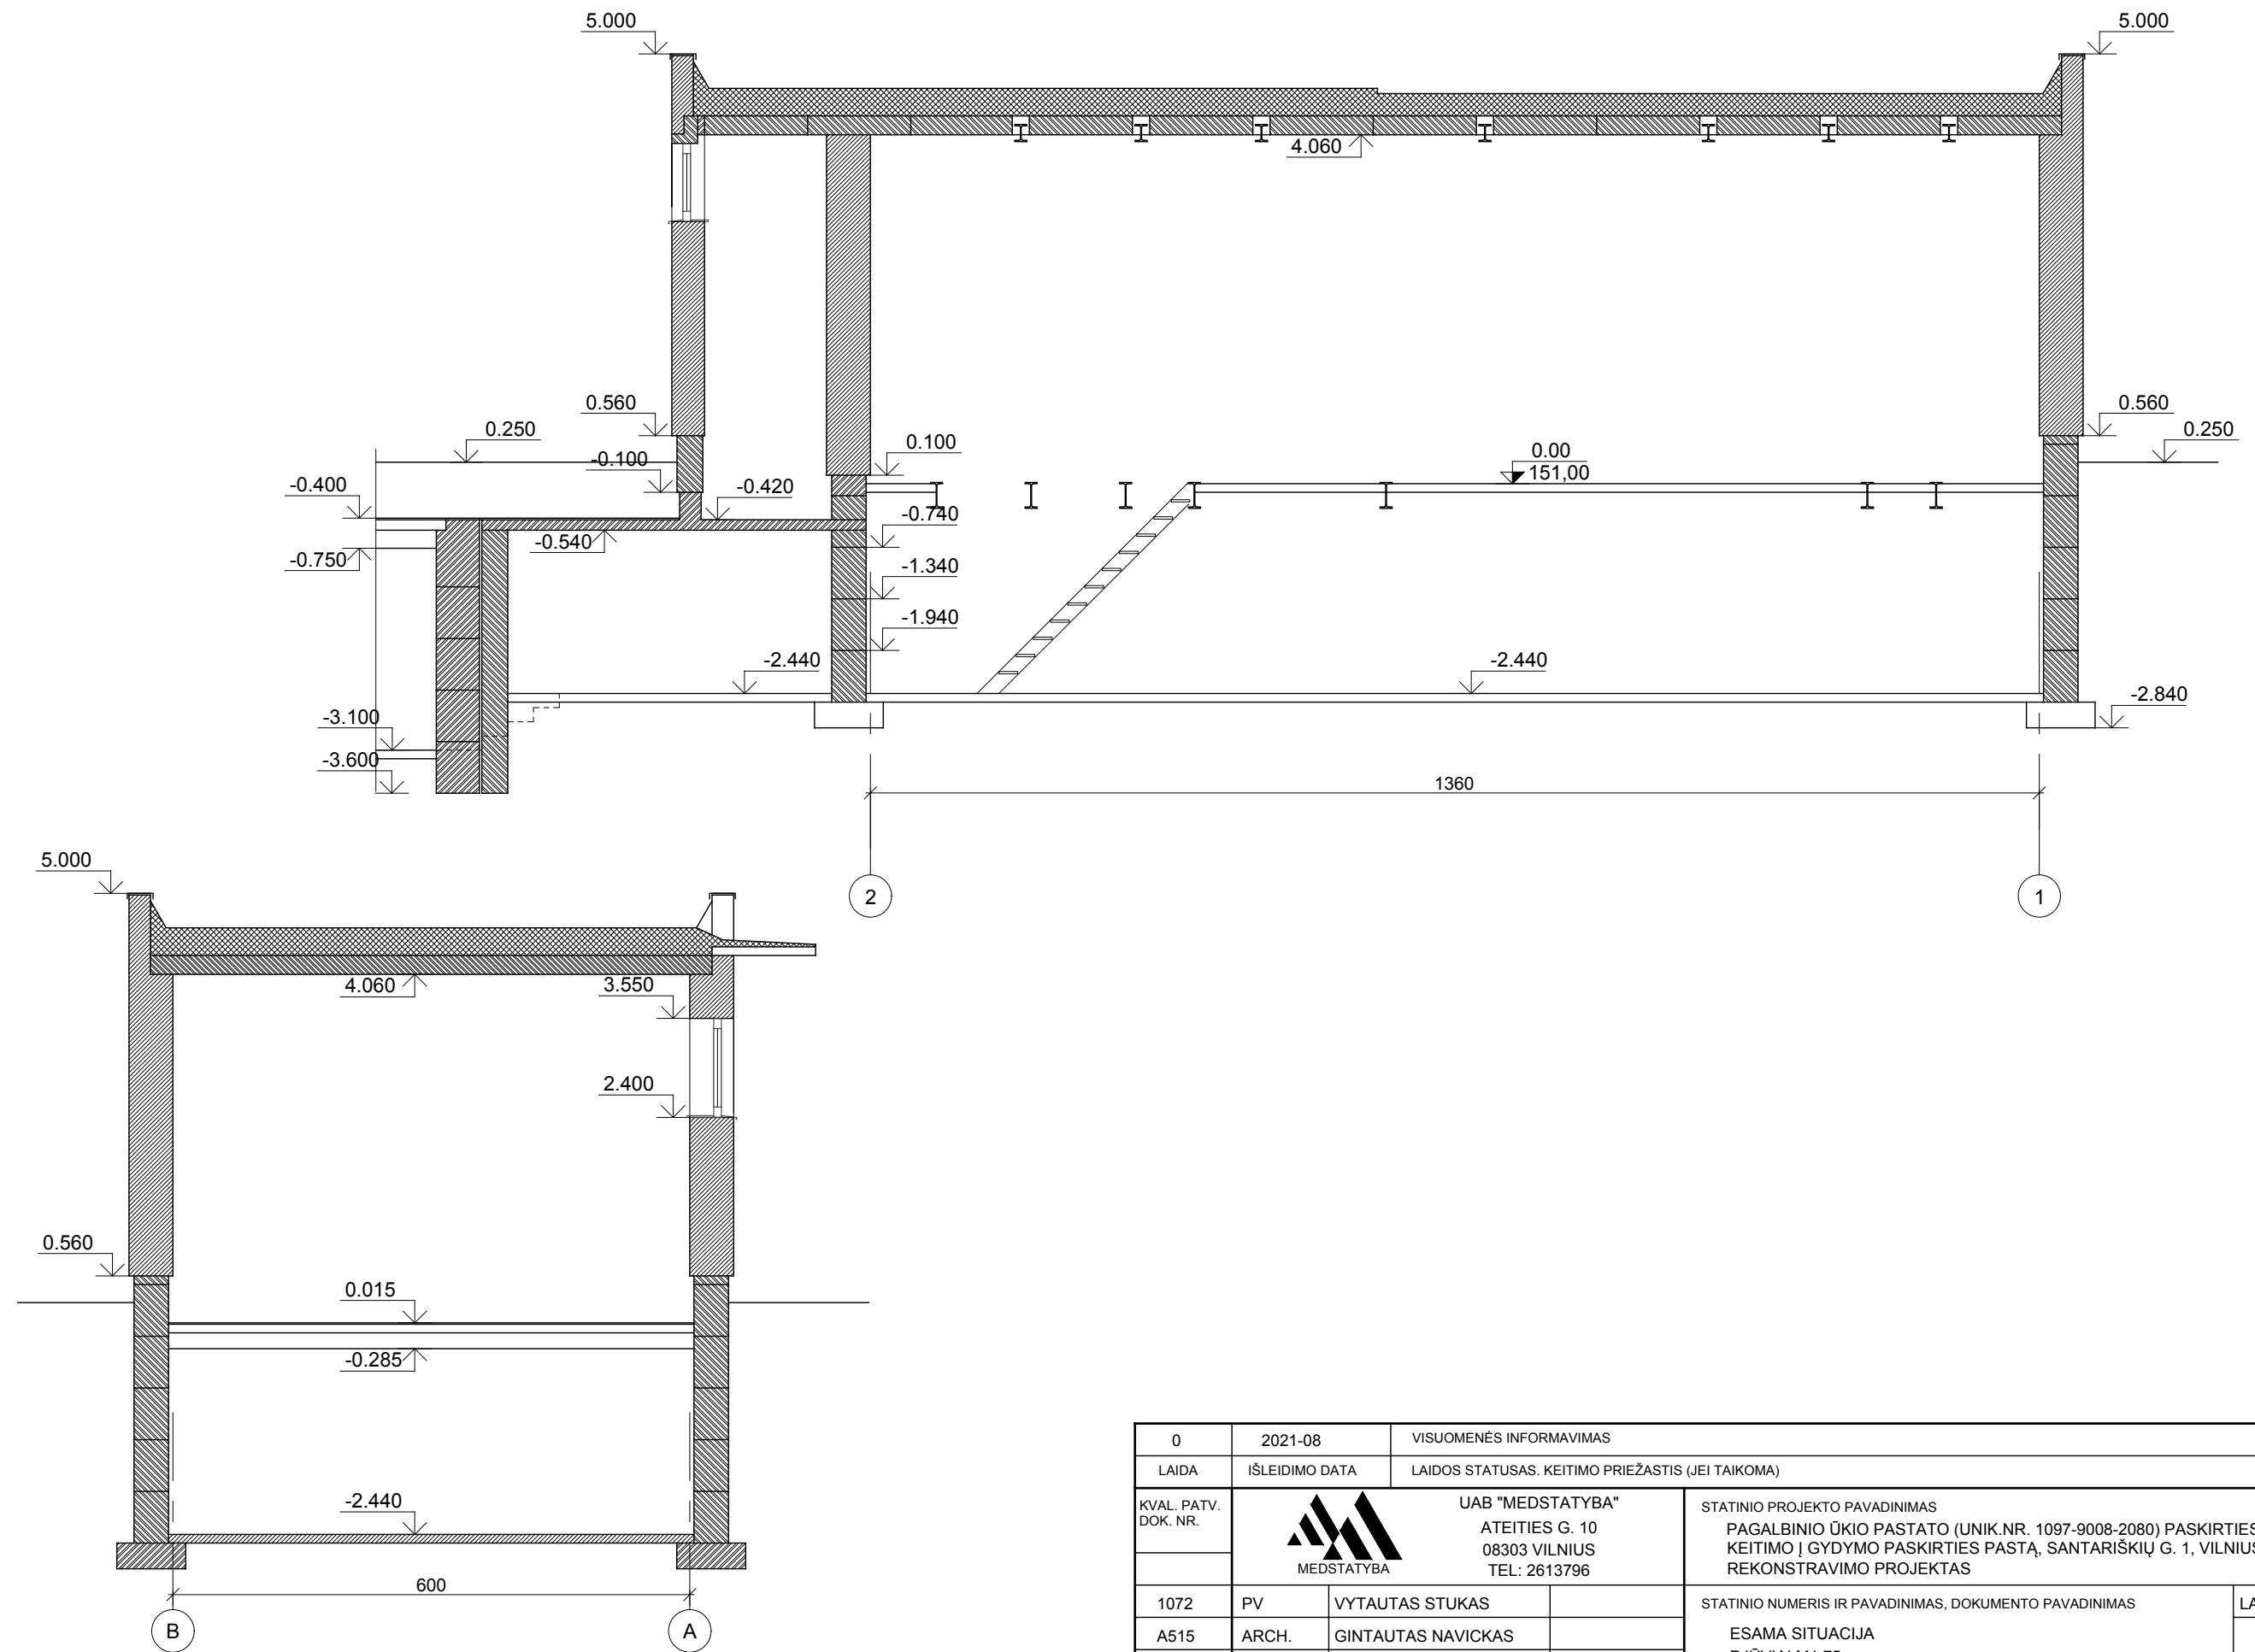 5.000
5.000
4.060
0.560
0.560
0.250
0.250
0.100
-0.100
0.00
151,00
-0.400
-0.420
-0.740
-0.540
-0.750
-1.340
-1.940
-2.440
-2.440
-2.840
-3.100
-3.600
1360
2
1
5.000
4.060
3.550
2.400
0.560
0.015
-0.285
-2.440
600
B
A
0 2021-08 VISUOMENĖS INFORMAVIMAS
LAIDA IŠLEIDIMO DATA LAIDOS STATUSAS. KEITIMO PRIEŽASTIS (JEI TAIKOMA)
KVAL. PATV.
DOK. NR.
MEDSTATYBA
UAB "MEDSTATYBA"
ATEITIES G. 10
08303 VILNIUS
TEL: 2613796
STATINIO PROJEKTO PAVADINIMAS
PAGALBINIO ŪKIO PASTATO (UNIK.NR. 1097-9008-2080) PASKIRTIES
KEITIMO Į GYDYMO PASKIRTIES PASTĄ, SANTARIŠKIŲ G. 1, VILNIUS
REKONSTRAVIMO PROJEKTAS
1072 PV VYTAUTAS STUKAS
A515 ARCH. GINTAUTAS NAVICKAS
STATINIO NUMERIS IR PAVADINIMAS, DOKUMENTO PAVADINIMAS
ESAMA SITUACIJA